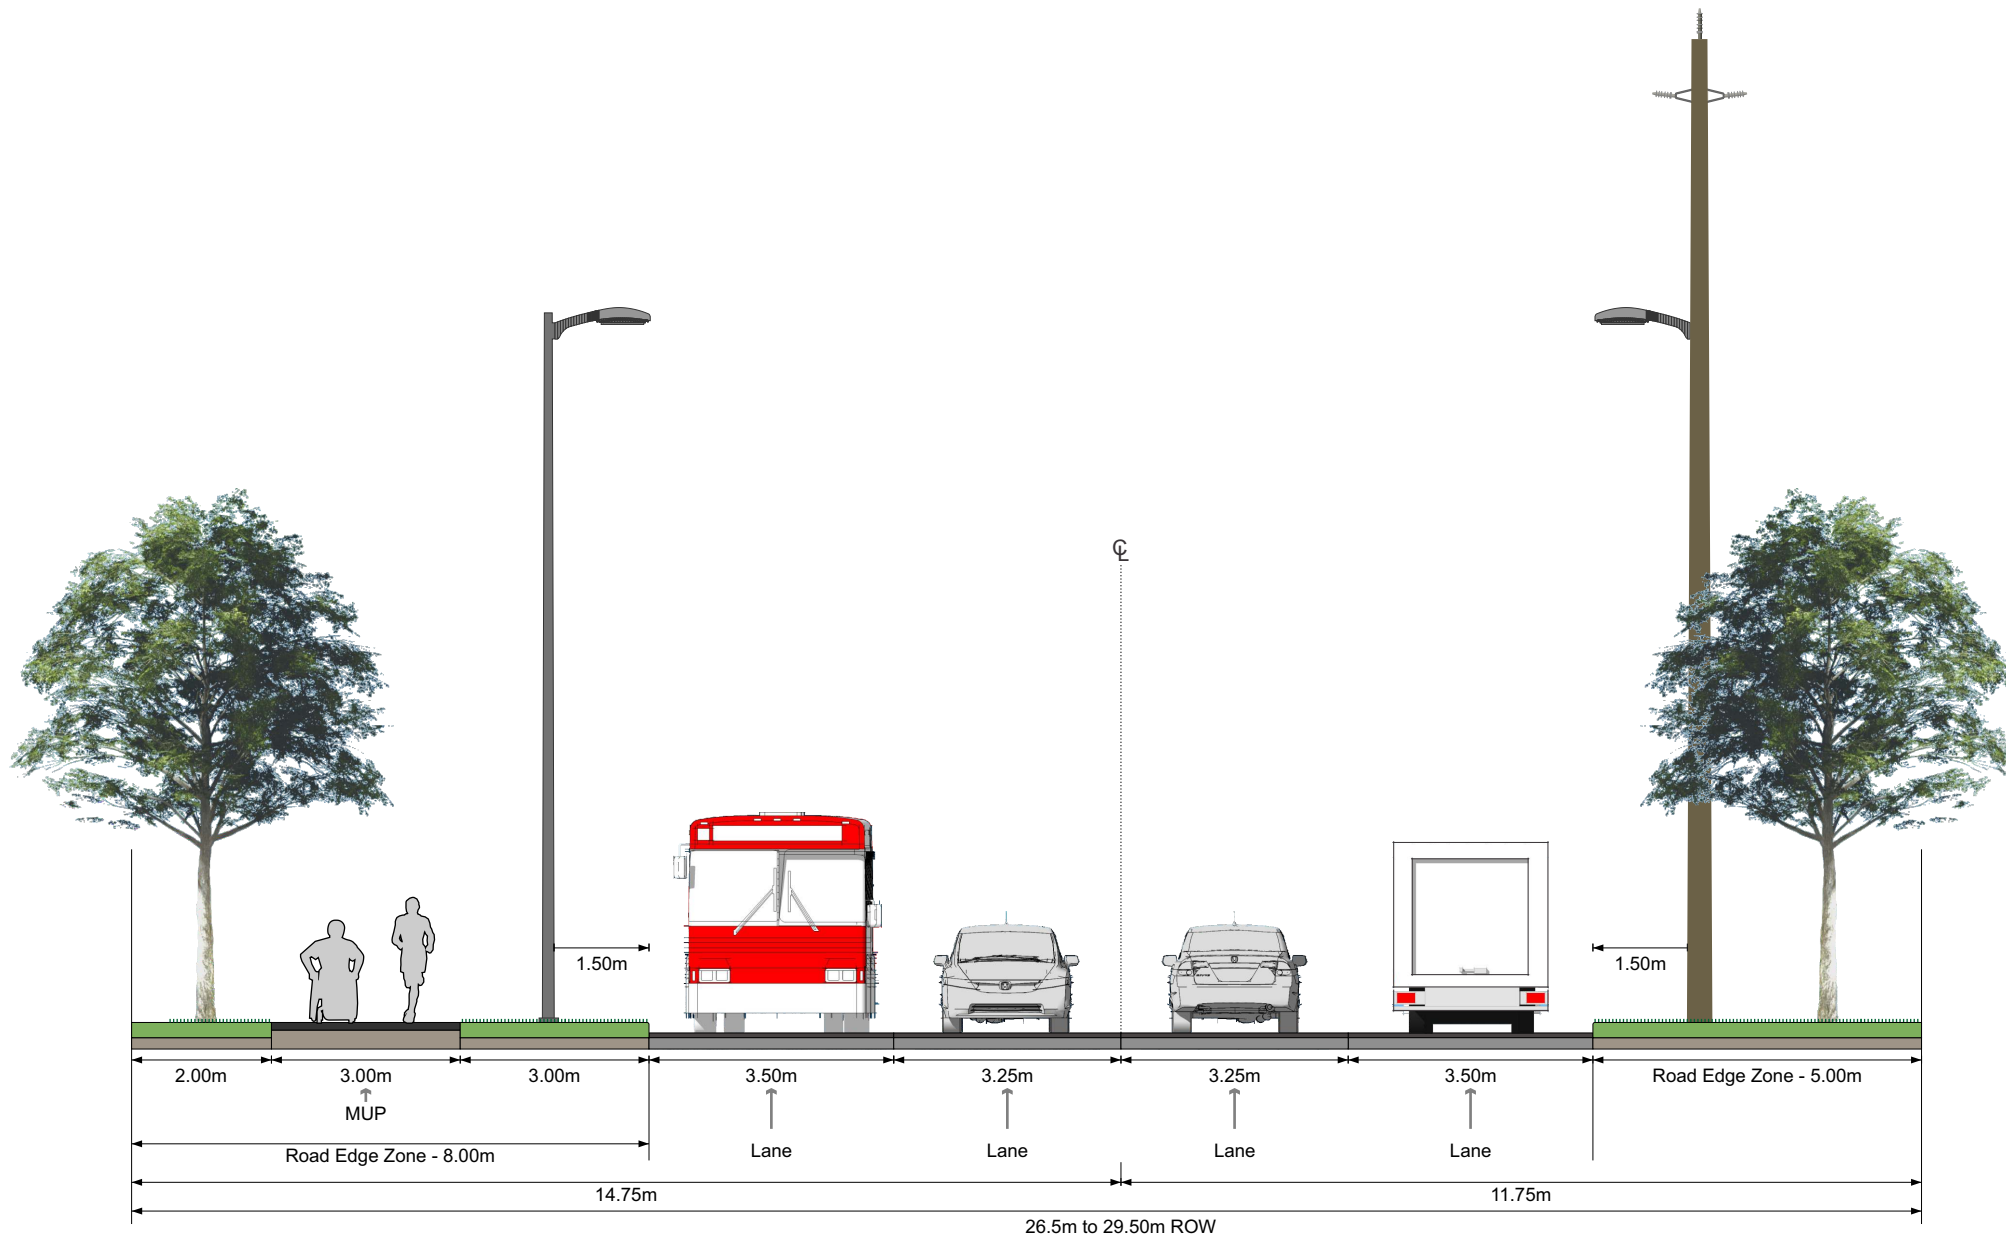 ℄
1.50m
1.50m
2.00m
3.00m
3.00m
3.50m
3.25m
3.25m
3.50m
Road Edge Zone - 5.00m
MUP
Lane
Lane
Lane
Lane
Road Edge Zone - 8.00m
14.75m
11.75m
26.5m to 29.50m ROW